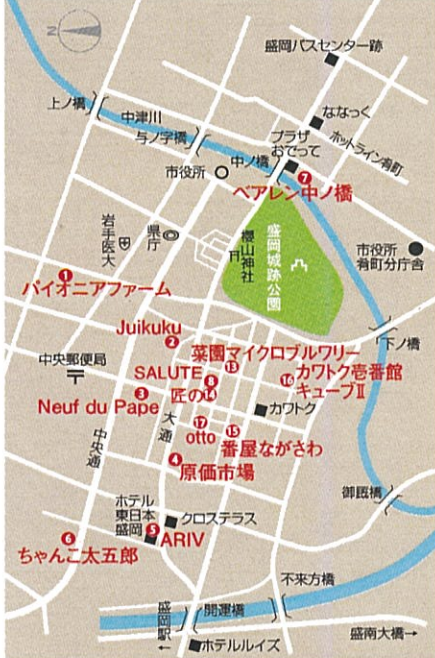 N
盛岡バスセンター跡
上ノ橋
中津川
ななっく
与ノ字橋
プラザ
おでって
ホットライン肴町
市役所
中ノ橋
7
ベアレン中ノ橋
岩手医大
県庁
櫻山神社
盛岡城跡公園
市役所
肴町分庁舎
1
パイオニアファーム
Juikuku
2
下ノ橋
菜園マイクロブルワリー
中央郵便局
SALUTE
13
カワトク壱番館
キューブⅡ
16
8
匠の
14
3
Neuf du Pape
大通
カワトク
中央通
17
otto
15
番屋ながさわ
4
原価市場
御厩橋
ホテル
東日本
盛岡
クロステラス
5
ARIV
6
ちゃんこ太五郎
不来方橋
開運橋
盛岡駅
←
ホテルルイズ
盛南大橋→